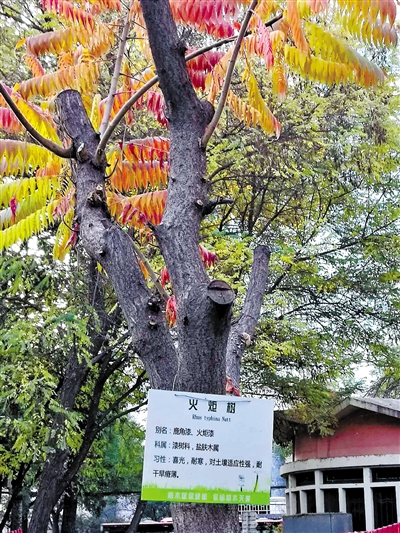 火炬树
Rhus typhina Nutt
别名：鹿角漆、火炬漆
科属：漆树科，盐肤木属
习性：喜光，耐寒，对土壤适应性强，耐
干旱瘠薄。